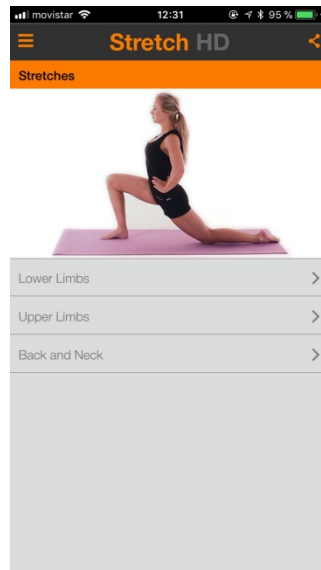 movistar 12:31 95 %
Stretch HD
Stretches
Lower Limbs
Upper Limbs
Back and Neck